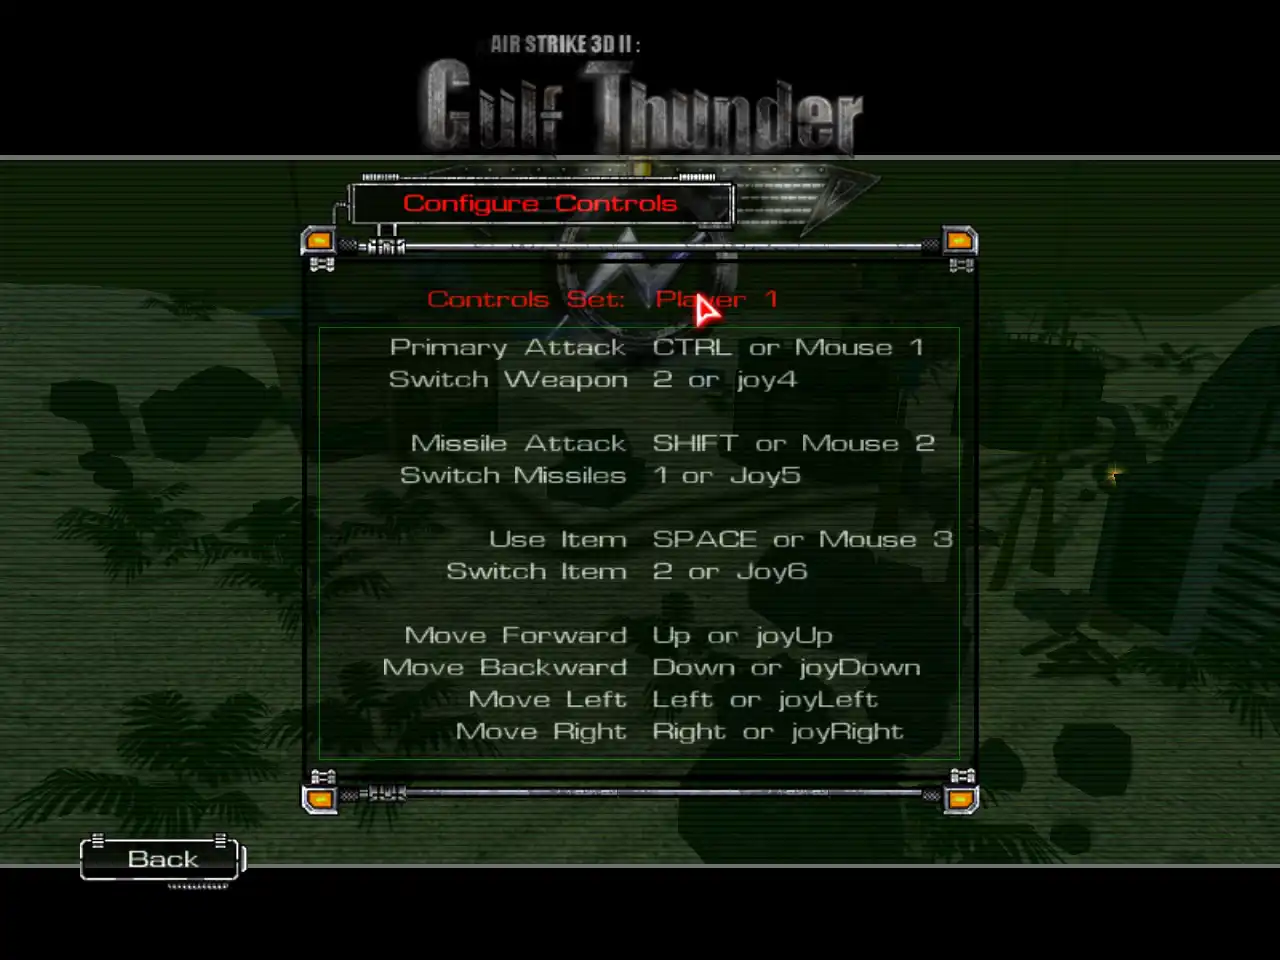 AIR STRIKE 3D II :
Gulf Thunder
Configure Controls
Controls Set: Player 1
Primary Attack CTRL or Mouse 1
Switch Weapon 2 or joy4
Missile Attack SHIFT or Mouse 2
Switch Missiles 1 or Joy5
Use Item SPACE or Mouse 3
Switch Item 2 or Joy6
Move Forward Up or joyUp
Move Backward Down or joyDown
Move Left Left or joyLeft
Move Right Right or joyRight
Back